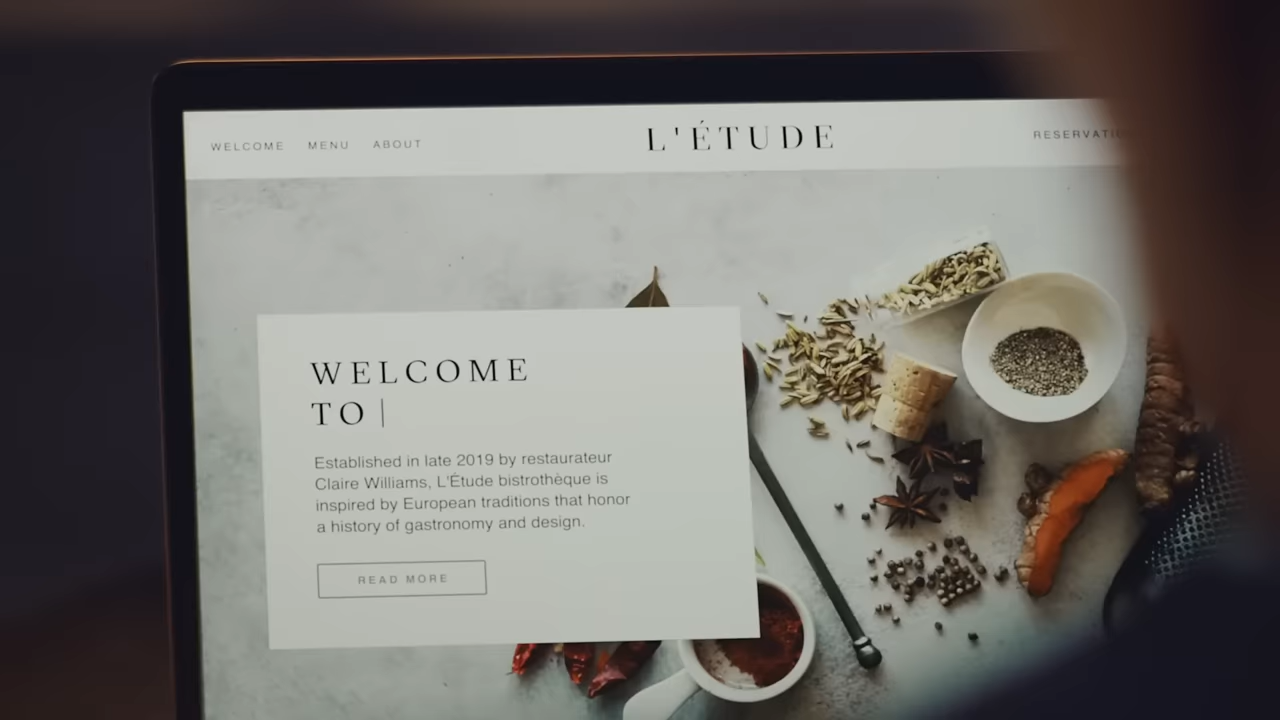 WELCOME MENU ABOUT
L'ÉTUDE
WELCOME
TO
Established in late 2019 by restaurateur
Claire Williams, L'Étude bistrothèque is
inspired by European traditions that honor
a history of gastronomy and design.
READ MORE